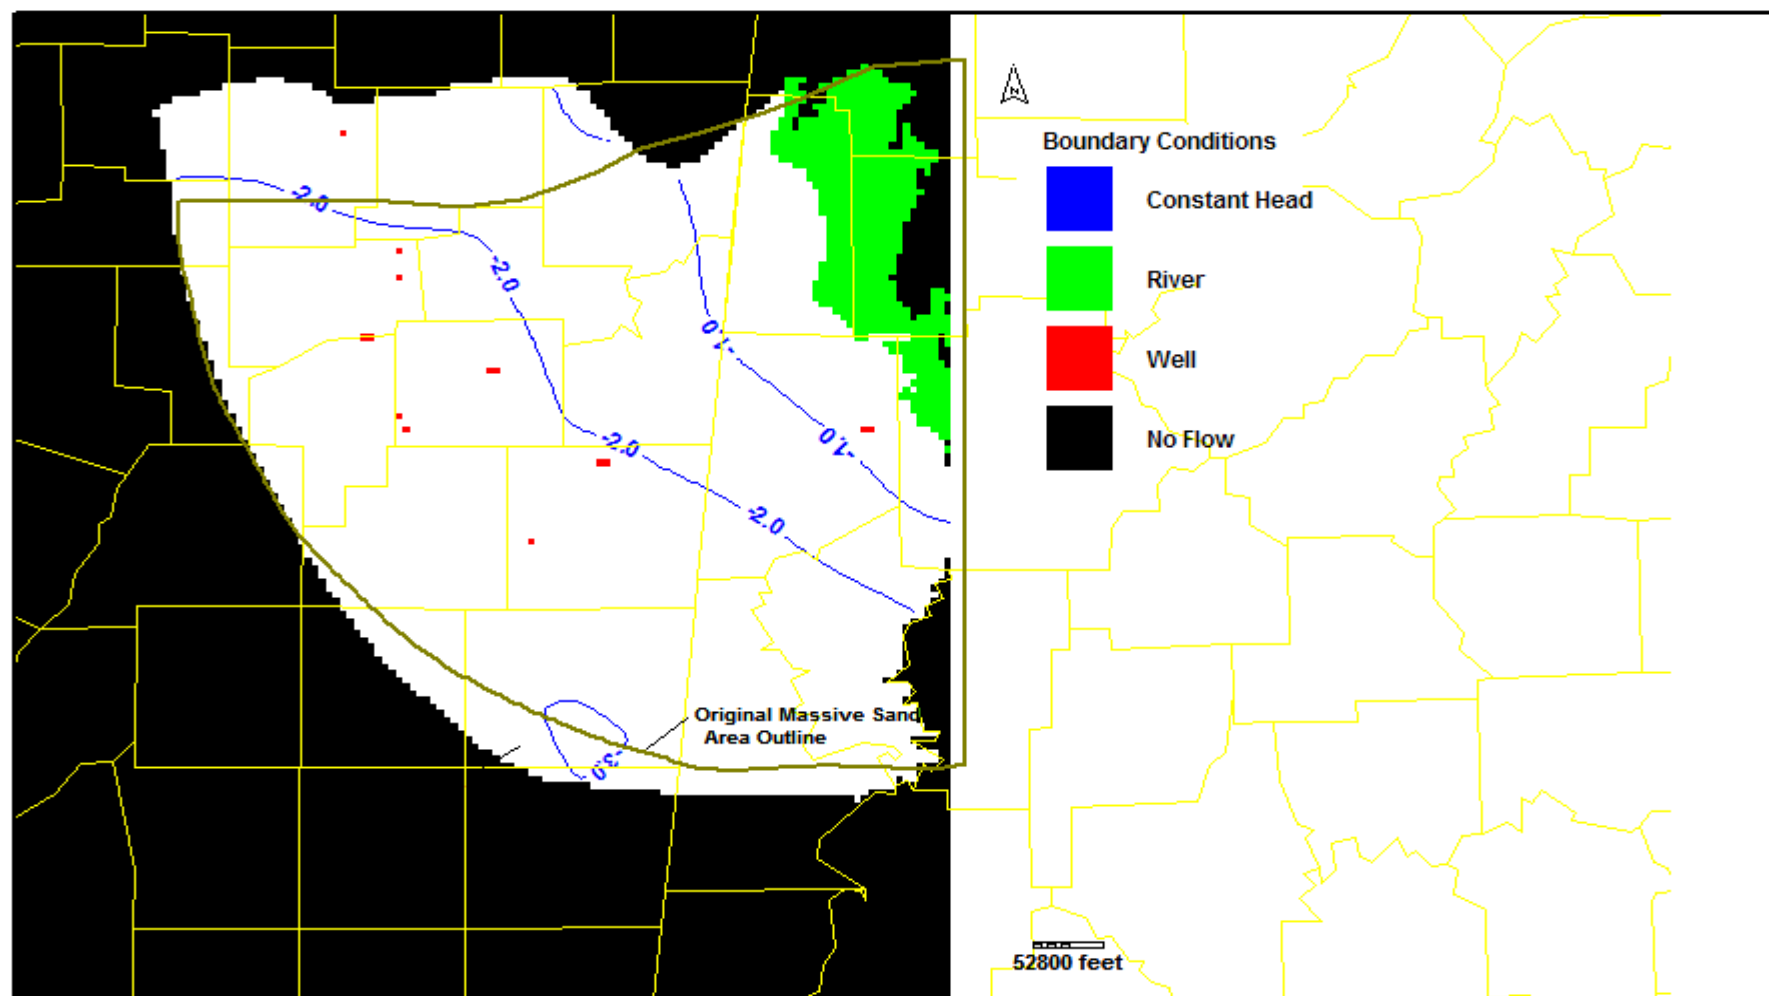 N
Boundary Conditions
Constant Head
River
Well
No Flow
-2.0
-2.0
-1.0
-2.0
-1.0
-2.0
Original Massive Sand
Area Outline
-3.0
52800 feet